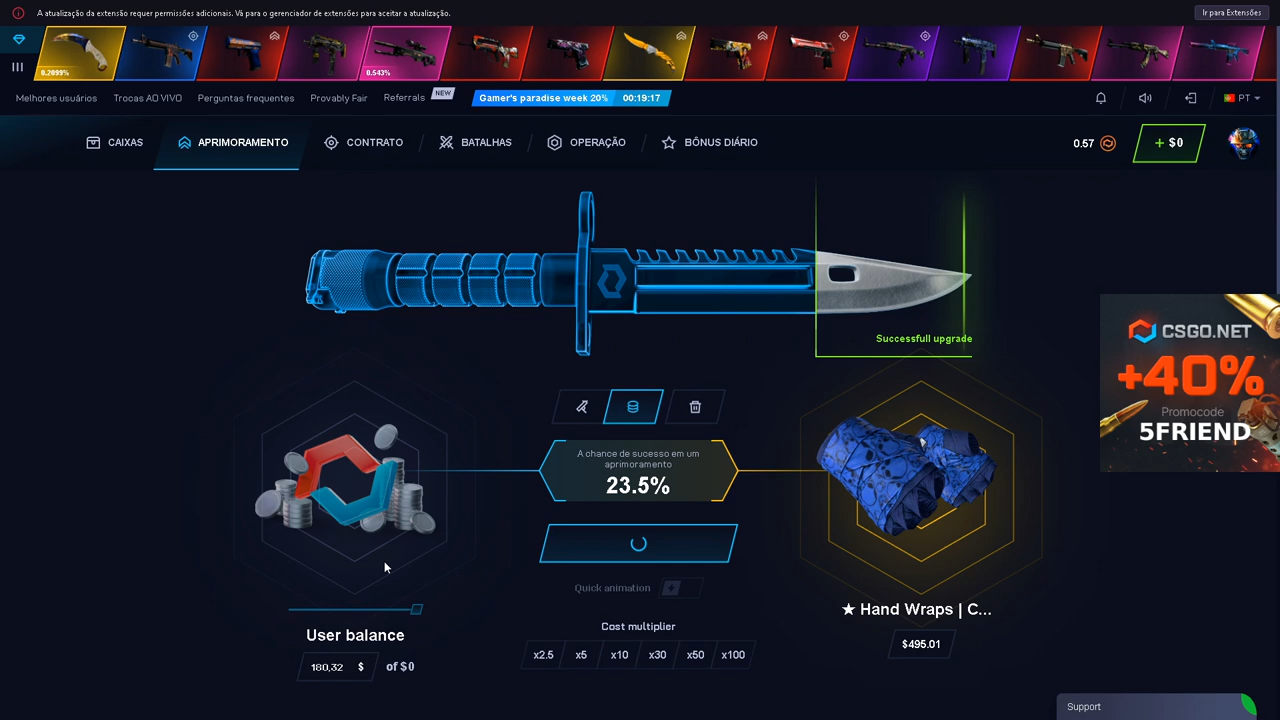 A atualização da extensão requer permissões adicionais. Vá para o gerenciador de extensões para aceitar a atualização.
Ir para Extensões
0.2099%
0.543%
Melhores usuários
Trocas AO VIVO
Perguntas frequentes
Provably Fair
Referrals
NEW
Gamer's paradise week 20%
00:19:17
PT
CAIXAS
APRIMORAMENTO
CONTRATO
BATALHAS
OPERAÇÃO
BÔNUS DIÁRIO
0.57
+ $0
Successfull upgrade
CSGO.NET
+40%
Promocode
5FRIEND
A chance de sucesso em um
aprimoramento
23.5%
Quick animation
User balance
180,32 $ of $0
Cost multiplier
x2.5 x5 x10 x30 x50 x100
★ Hand Wraps | C...
$495.01
Support